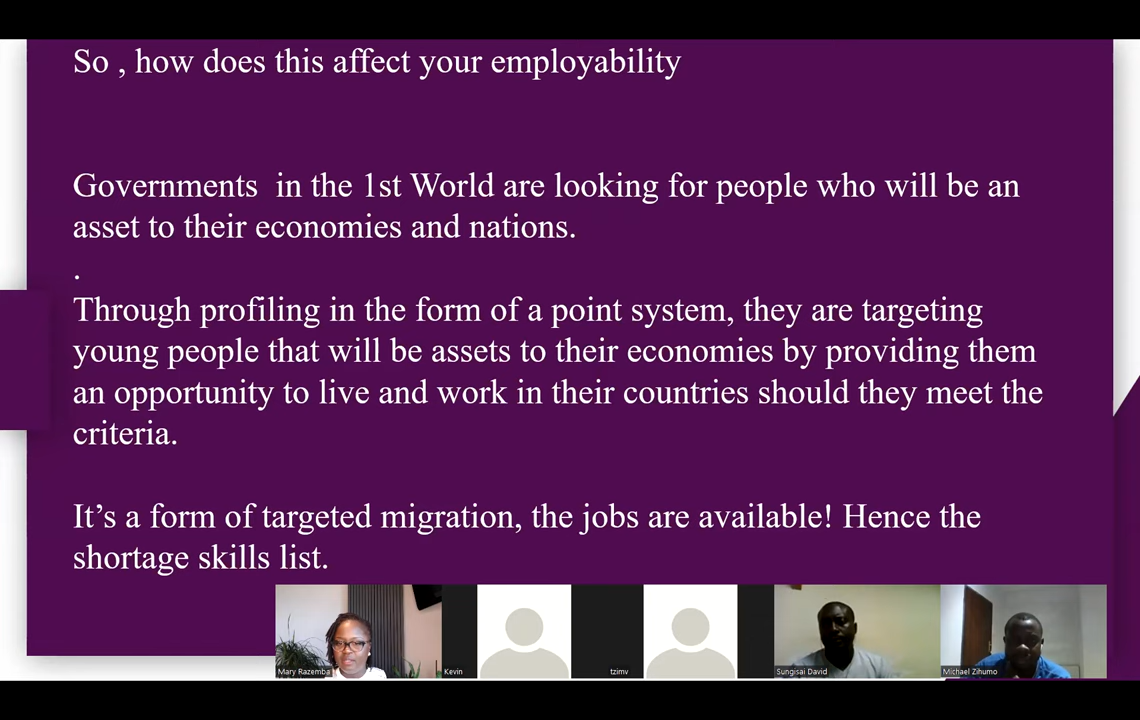 So , how does this affect your employability
Governments  in the 1st World are looking for people who will be an
asset to their economies and nations.
.
Through profiling in the form of a point system, they are targeting
young people that will be assets to their economies by providing them
an opportunity to live and work in their countries should they meet the
criteria.
It’s a form of targeted migration, the jobs are available! Hence the
shortage skills list.
Mary Razemba
Kevin
tzimv
Sungisai David
Michael Zihumo